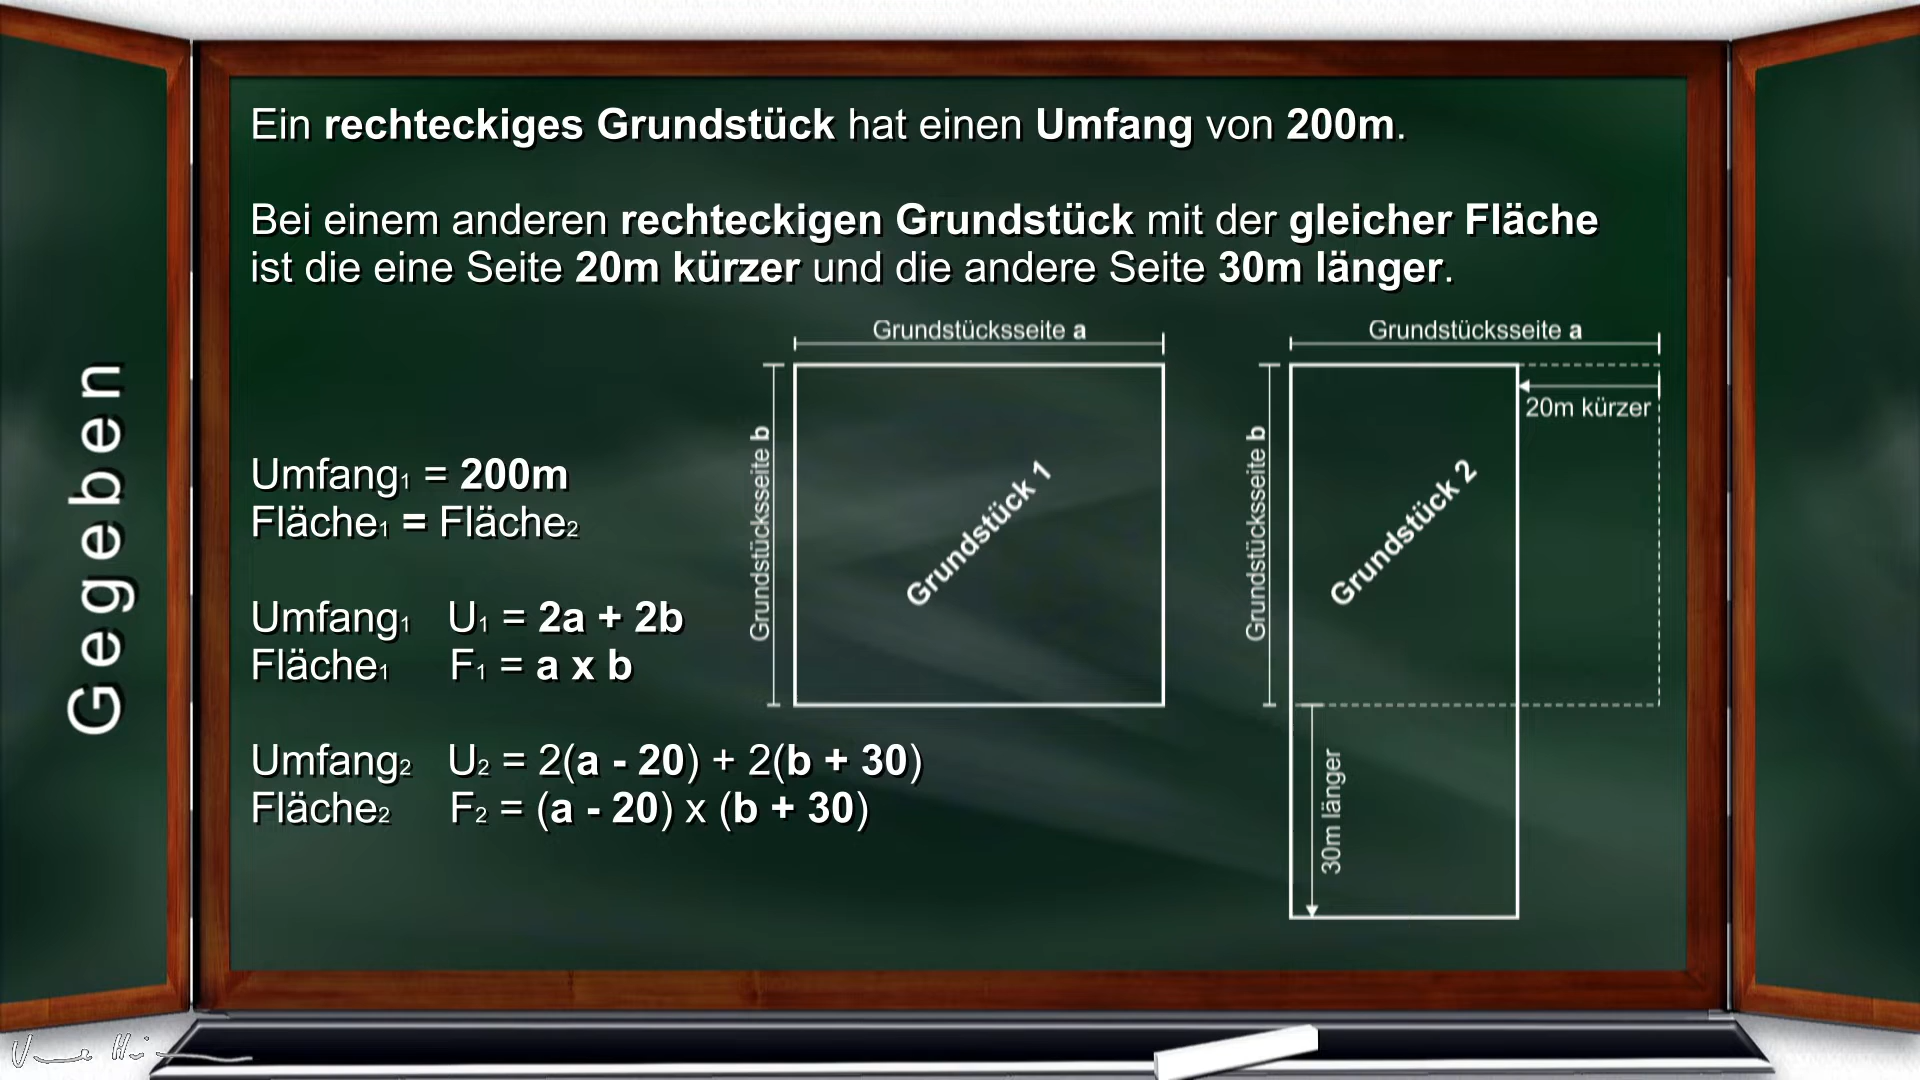 Ein rechteckiges Grundstück hat einen Umfang von 200m.
Bei einem anderen rechteckigen Grundstück mit der gleicher Fläche
ist die eine Seite 20m kürzer und die andere Seite 30m länger.
Gegeben
Umfang₁ = 200m
Fläche₁ = Fläche₂
Umfang₁ U₁ = 2a + 2b
Fläche₁ F₁ = a x b
Umfang₂ U₂ = 2(a - 20) + 2(b + 30)
Fläche₂ F₂ = (a - 20) x (b + 30)
Grundstücksseite a
Grundstücksseite b
Grundstück 1
Grundstücksseite a
20m kürzer
Grundstücksseite b
Grundstück 2
30m länger